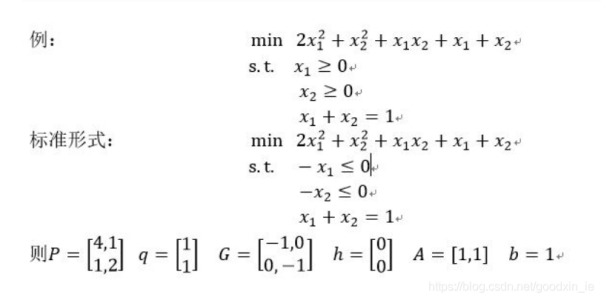 例： min 2x₁² + x₂² + x₁x₂ + x₁ + x₂↵
s. t. x₁ ≥ 0↵
x₂ ≥ 0↵
x₁ + x₂ = 1↵
标准形式： min 2x₁² + x₂² + x₁x₂ + x₁ + x₂↵
s. t. − x₁ ≤ 0↵
−x₂ ≤ 0↵
x₁ + x₂ = 1↵
则P = [4,1; 1,2] q = [1; 1] G = [−1,0; 0, −1] h = [0; 0] A = [1,1] b = 1↵
https://blog.csdn.net/goodxin_ie